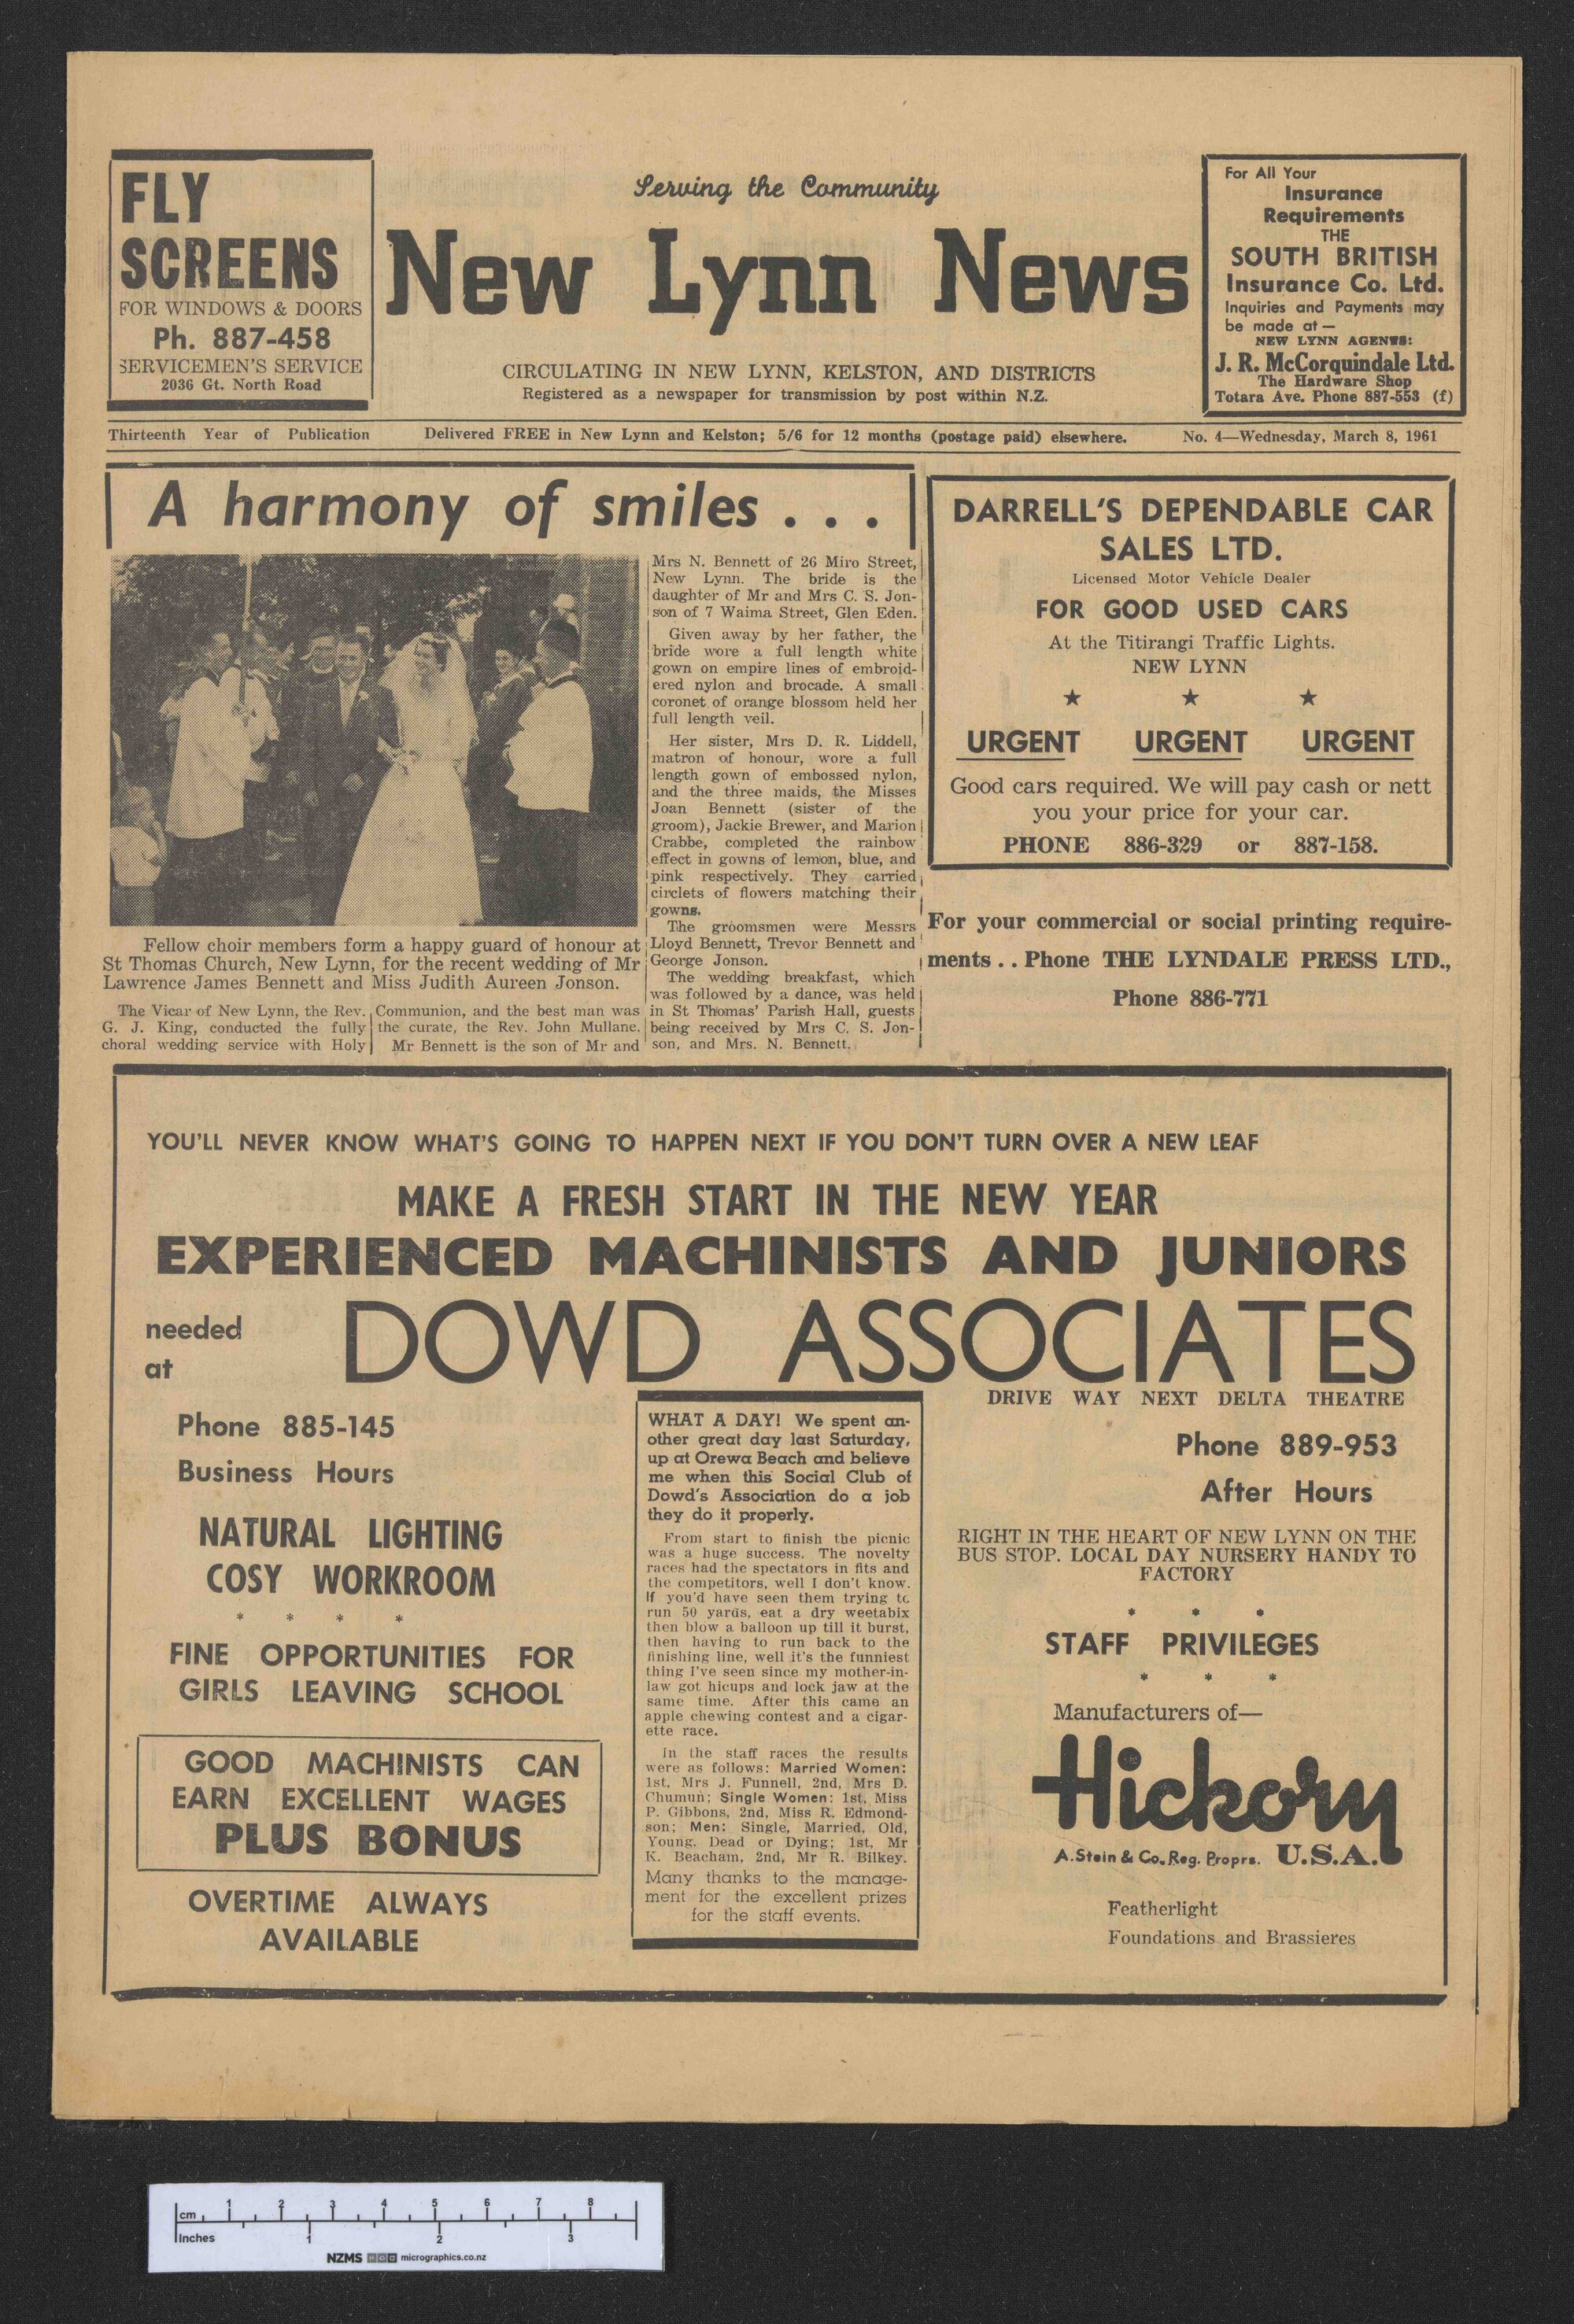 FLY
SCREENS
FOR WINDOWS & DOORS
Ph. 887-458
SERVICEMEN'S SERVICE
2036 Gt. North Road
Serving the Community
New Lynn News
CIRCULATING IN NEW LYNN, KELSTON, AND DISTRICTS
Registered as a newspaper for transmission by post within N.Z.
For All Your
Insurance
Requirements
THE
SOUTH BRITISH
Insurance Co. Ltd.
Inquiries and Payments may
be made at —
NEW LYNN AGENTS:
J. R. McCorquindale Ltd.
The Hardware Shop
Totara Ave. Phone 887-553 (f)
Thirteenth Year of Publication
Delivered FREE in New Lynn and Kelston; 5/6 for 12 months (postage paid) elsewhere.
No. 4—Wednesday, March 8, 1961
A harmony of smiles . . .
Fellow choir members form a happy guard of honour at
St Thomas Church, New Lynn, for the recent wedding of Mr
Lawrence James Bennett and Miss Judith Aureen Jonson.
The Vicar of New Lynn, the Rev.
G. J. King, conducted the fully
choral wedding service with Holy
Communion, and the best man was
the curate, the Rev. John Mullane.
Mr Bennett is the son of Mr and
Mrs N. Bennett of 26 Miro Street,
New Lynn. The bride is the
daughter of Mr and Mrs C. S. Jon-
son of 7 Waima Street, Glen Eden.
Given away by her father, the
bride wore a full length white
gown on empire lines of embroid-
ered nylon and brocade. A small
coronet of orange blossom held her
full length veil.
Her sister, Mrs D. R. Liddell,
matron of honour, wore a full
length gown of embossed nylon,
and the three maids, the Misses
Joan Bennett (sister of the
groom), Jackie Brewer, and Marion
Crabbe, completed the rainbow
effect in gowns of lemon, blue, and
pink respectively. They carried
circlets of flowers matching their
gowns.
The groomsmen were Messrs
Lloyd Bennett, Trevor Bennett and
George Jonson.
The wedding breakfast, which
was followed by a dance, was held
in St Thomas' Parish Hall, guests
being received by Mrs C. S. Jon-
son, and Mrs. N. Bennett.
DARRELL'S DEPENDABLE CAR
SALES LTD.
Licensed Motor Vehicle Dealer
FOR GOOD USED CARS
At the Titirangi Traffic Lights.
NEW LYNN
★ ★ ★
URGENT URGENT URGENT
Good cars required. We will pay cash or nett
you your price for your car.
PHONE 886-329 or 887-158.
For your commercial or social printing require-
ments . . Phone THE LYNDALE PRESS LTD.,
Phone 886-771
YOU'LL NEVER KNOW WHAT'S GOING TO HAPPEN NEXT IF YOU DON'T TURN OVER A NEW LEAF
MAKE A FRESH START IN THE NEW YEAR
EXPERIENCED MACHINISTS AND JUNIORS
needed
at
DOWD ASSOCIATES
DRIVE WAY NEXT DELTA THEATRE
Phone 885-145
Business Hours
NATURAL LIGHTING
COSY WORKROOM
* * * *
FINE OPPORTUNITIES FOR
GIRLS LEAVING SCHOOL
GOOD MACHINISTS CAN
EARN EXCELLENT WAGES
PLUS BONUS
OVERTIME ALWAYS
AVAILABLE
WHAT A DAY! We spent an-
other great day last Saturday,
up at Orewa Beach and believe
me when this Social Club of
Dowd's Association do a job
they do it properly.
From start to finish the picnic
was a huge success. The novelty
races had the spectators in fits and
the competitors, well I don't know.
If you'd have seen them trying to
run 50 yards, eat a dry weetabix
then blow a balloon up till it burst,
then having to run back to the
finishing line, well it's the funniest
thing I've seen since my mother-in-
law got hicups and lock jaw at the
same time. After this came an
apple chewing contest and a cigar-
ette race.
In the staff races the results
were as follows: Married Women:
1st, Mrs J. Funnell, 2nd, Mrs D.
Chumun; Single Women: 1st, Miss
P. Gibbons, 2nd, Miss R. Edmond-
son; Men: Single, Married, Old,
Young, Dead or Dying; 1st, Mr
K. Beacham, 2nd, Mr R. Bilkey.
Many thanks to the manage-
ment for the excellent prizes
for the staff events.
Phone 889-953
After Hours
RIGHT IN THE HEART OF NEW LYNN ON THE
BUS STOP. LOCAL DAY NURSERY HANDY TO
FACTORY
* * *
STAFF PRIVILEGES
* * *
Manufacturers of—
Hickory
A.Stein & Co. Reg. Proprs. U.S.A.
Featherlight
Foundations and Brassieres
cm 1 2 3 4 5 6 7 8
Inches 1 2 3
NZMS micrographics.co.nz